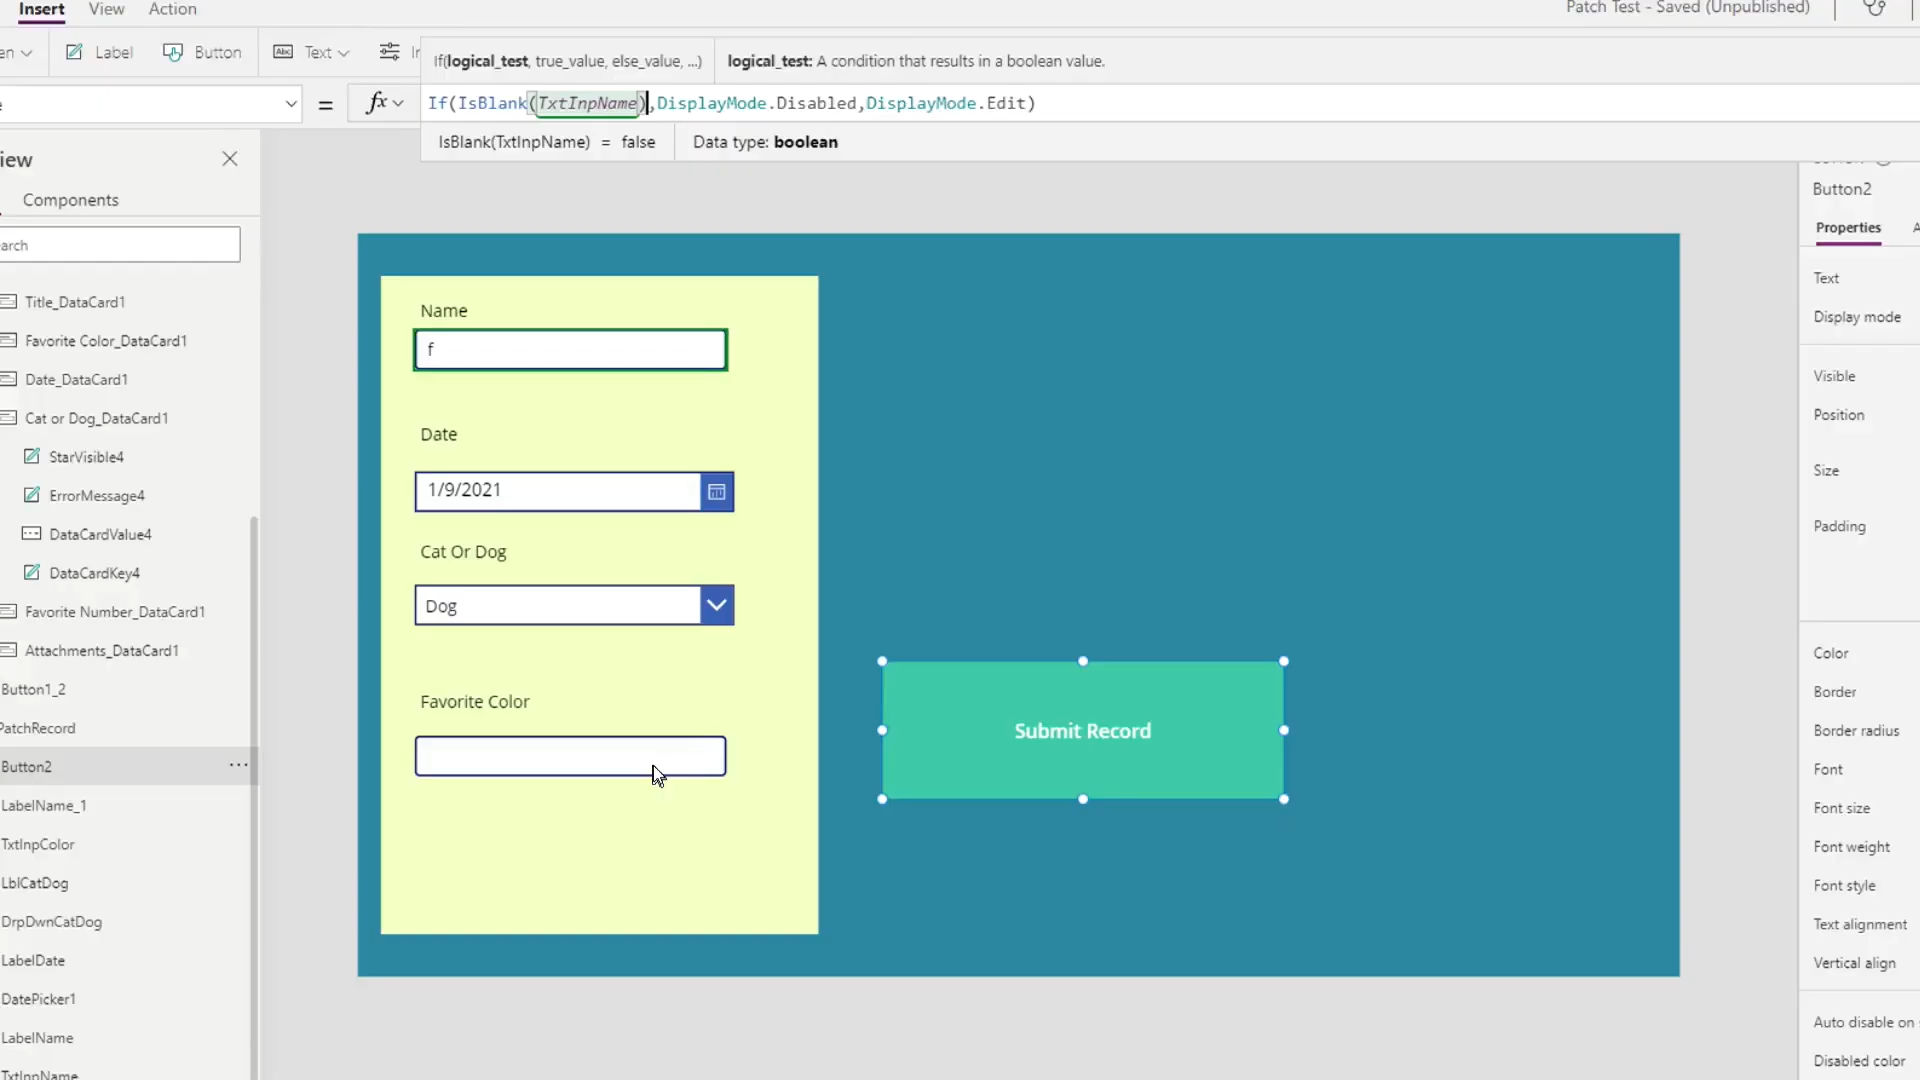 Insert View Action
Patch Test - Saved (Unpublished)
Label Button Abc Text
If(logical_test, true_value, else_value, ...) logical_test: A condition that results in a boolean value.
= fx If(IsBlank(TxtInpName),DisplayMode.Disabled,DisplayMode.Edit)
IsBlank(TxtInpName) = false Data type: boolean
Components
Title_DataCard1
Favorite Color_DataCard1
Date_DataCard1
Cat or Dog_DataCard1
StarVisible4
ErrorMessage4
DataCardValue4
DataCardKey4
Favorite Number_DataCard1
Attachments_DataCard1
Button1_2
PatchRecord
Button2 ...
LabelName_1
TxtInpColor
LblCatDog
DrpDwnCatDog
LabelDate
DatePicker1
LabelName
TxtInpName
Name
f
Date
1/9/2021
Cat Or Dog
Dog
Favorite Color
Submit Record
Button2
Properties
Text
Display mode
Visible
Position
Size
Padding
Color
Border
Border radius
Font
Font size
Font weight
Font style
Text alignment
Vertical align
Auto disable on
Disabled color